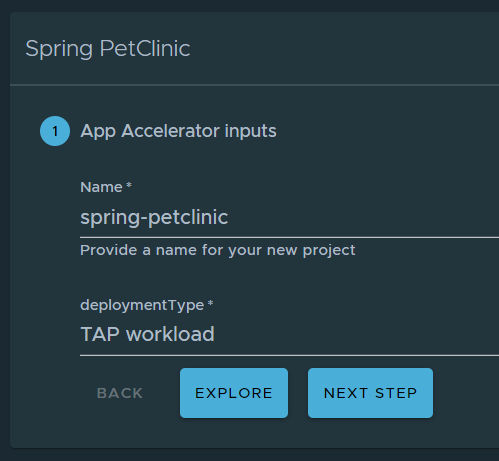 Spring PetClinic
1 App Accelerator inputs
Name *
spring-petclinic
Provide a name for your new project
deploymentType *
TAP workload
BACK EXPLORE NEXT STEP